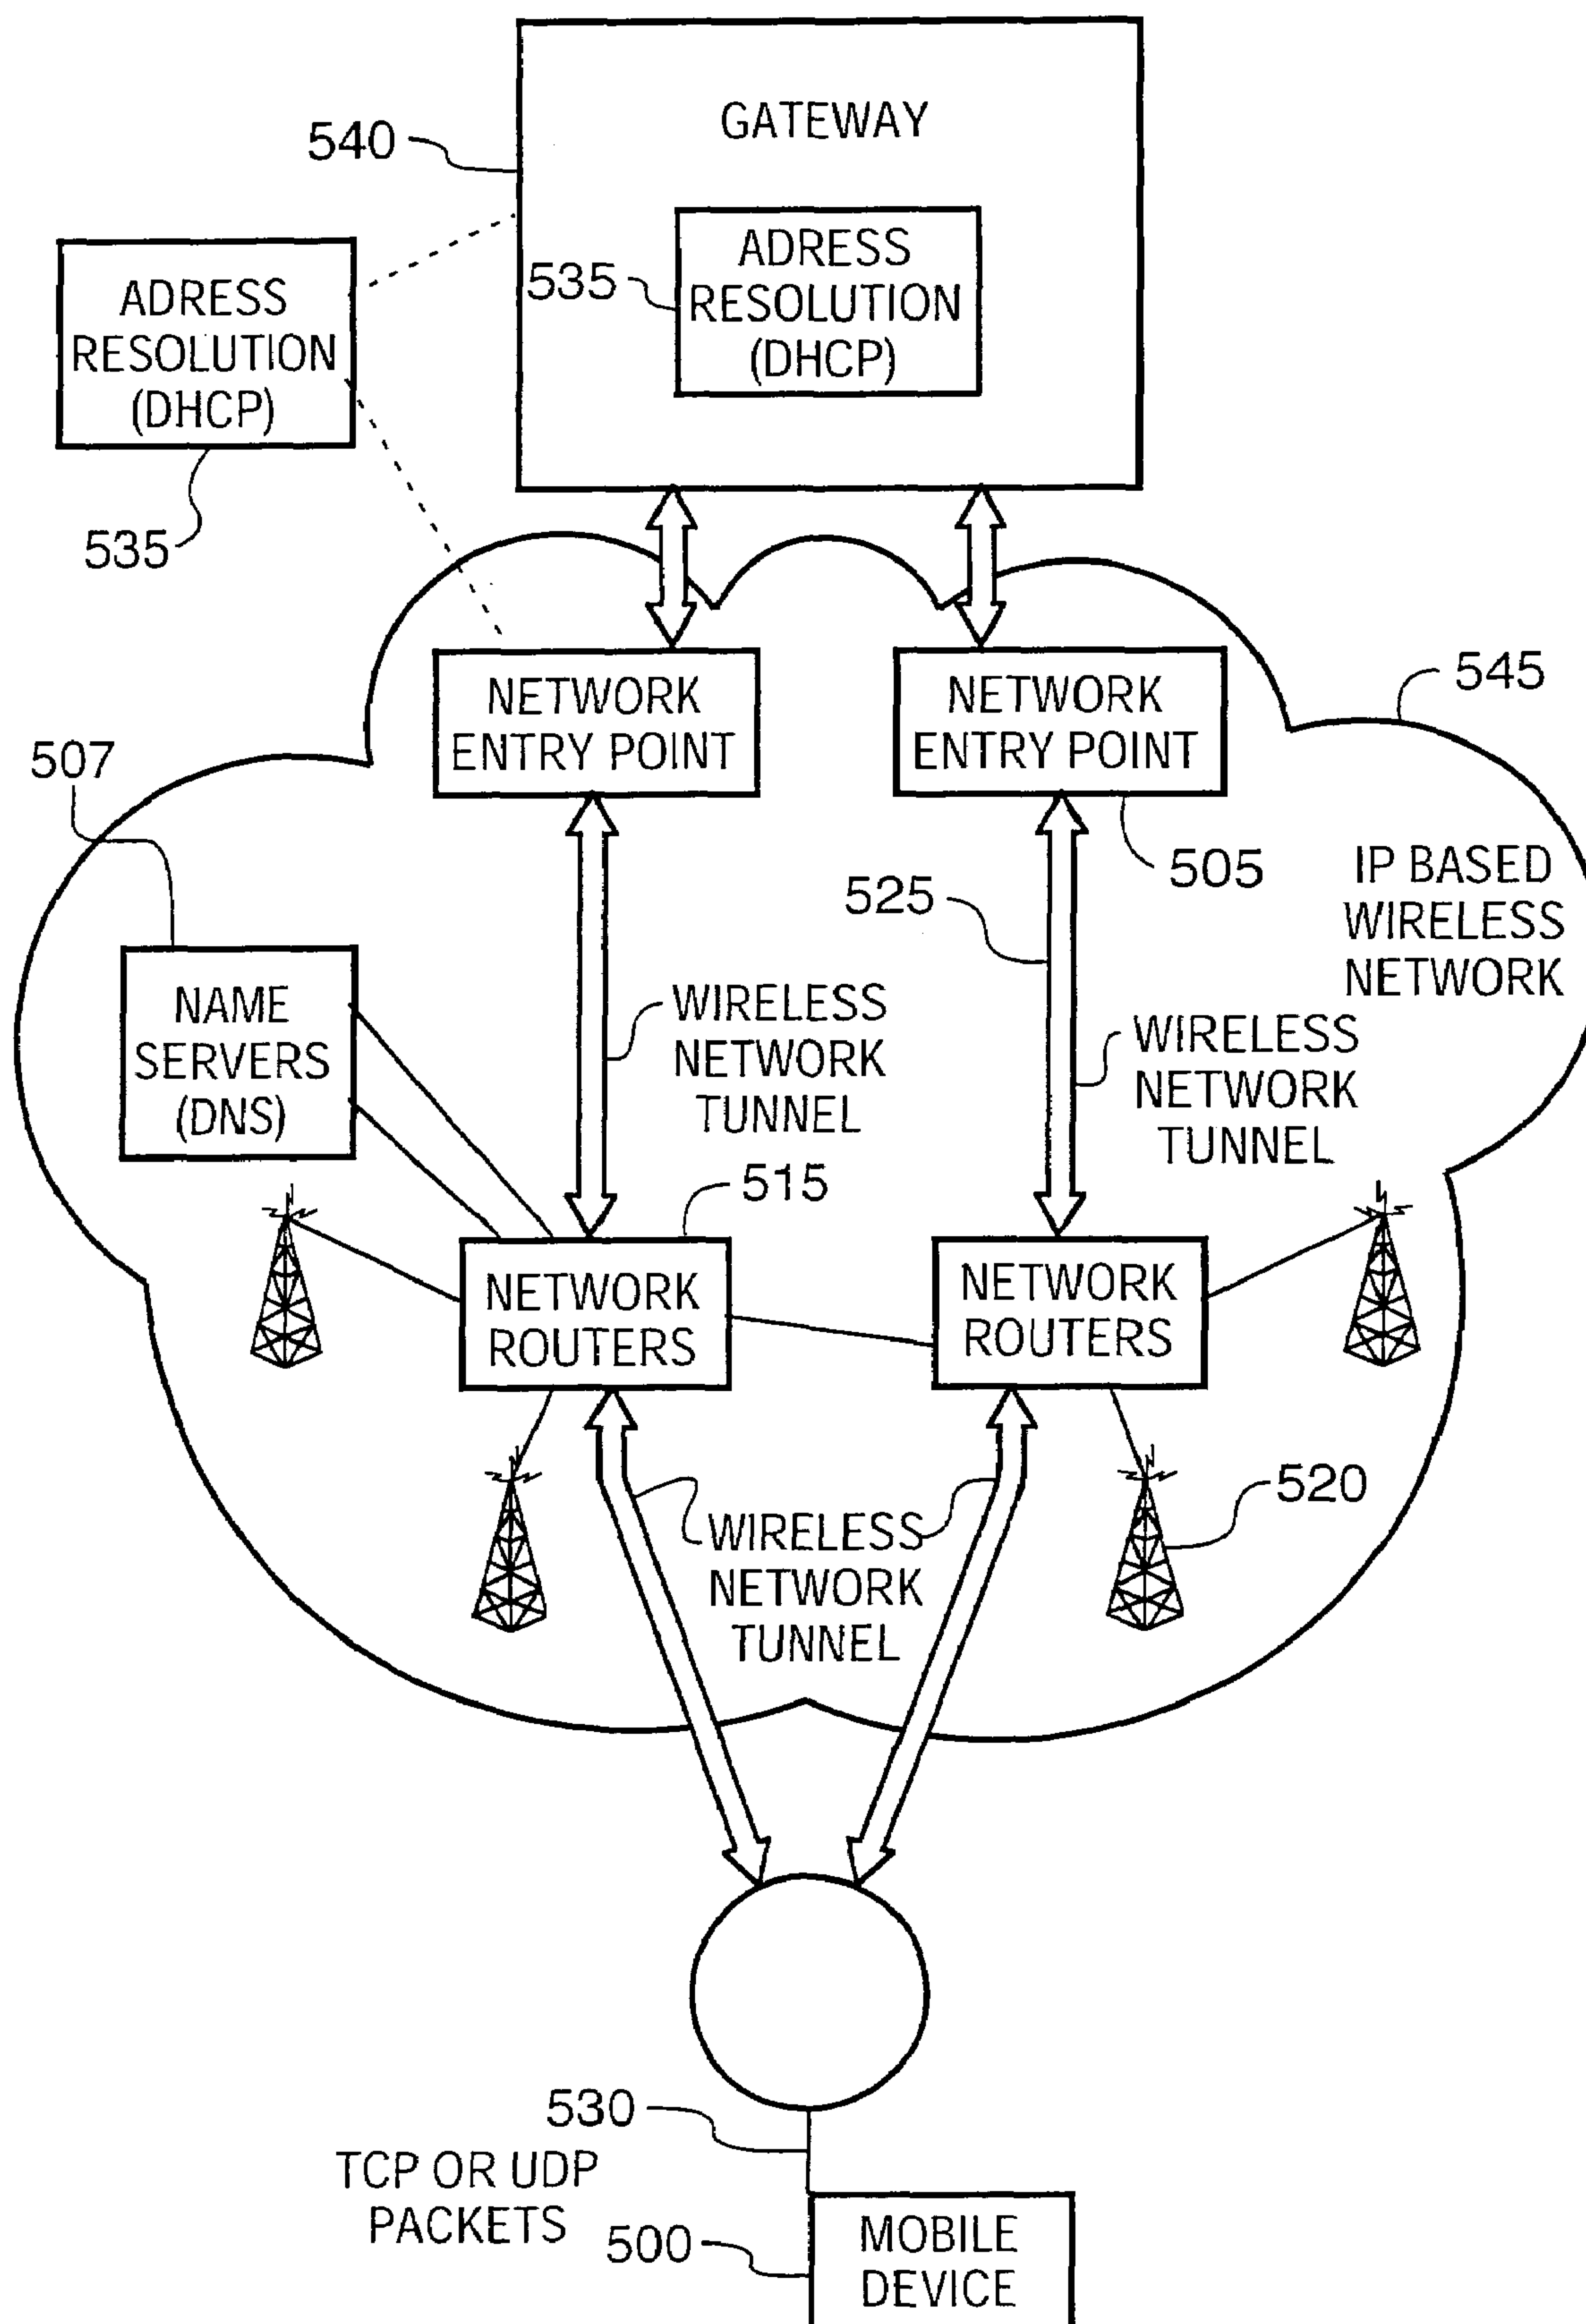 GATEWAY
540
ADRESS
RESOLUTION
(DHCP)
535
ADRESS
RESOLUTION
(DHCP)
535
NETWORK
ENTRY POINT
NETWORK
ENTRY POINT
545
507
505
525
IP BASED
WIRELESS
NETWORK
NAME
SERVERS
(DNS)
WIRELESS
NETWORK
TUNNEL
WIRELESS
NETWORK
TUNNEL
515
NETWORK
ROUTERS
NETWORK
ROUTERS
520
WIRELESS
NETWORK
TUNNEL
530
TCP OR UDP
PACKETS
500
MOBILE
DEVICE